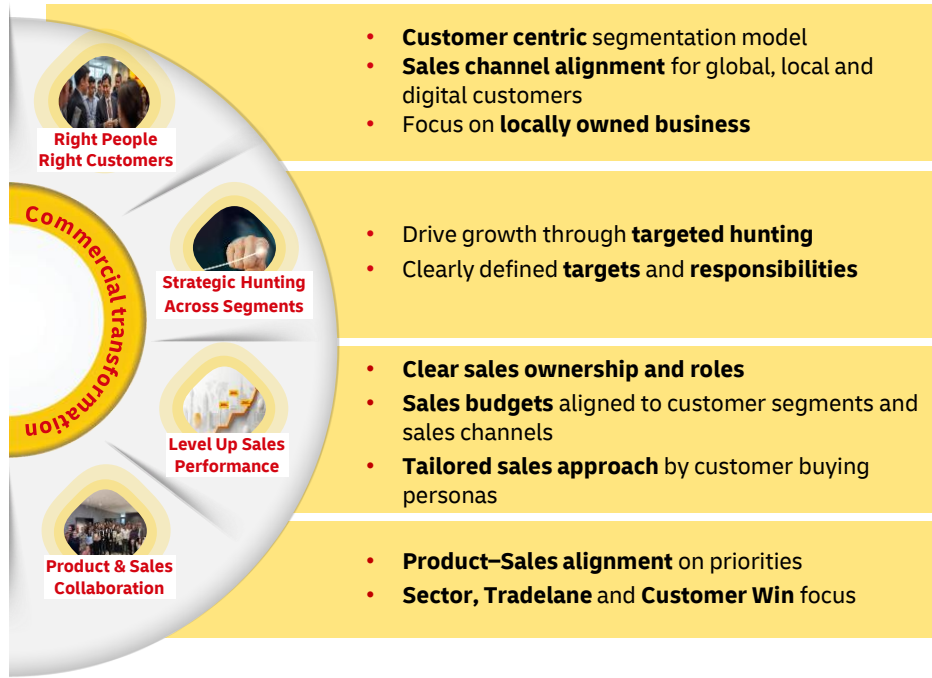 Commercial transformation
Right People
Right Customers
• Customer centric segmentation model
• Sales channel alignment for global, local and
digital customers
• Focus on locally owned business
Strategic Hunting
Across Segments
• Drive growth through targeted hunting
• Clearly defined targets and responsibilities
Level Up Sales
Performance
• Clear sales ownership and roles
• Sales budgets aligned to customer segments and
sales channels
• Tailored sales approach by customer buying
personas
Product & Sales
Collaboration
• Product–Sales alignment on priorities
• Sector, Tradelane and Customer Win focus